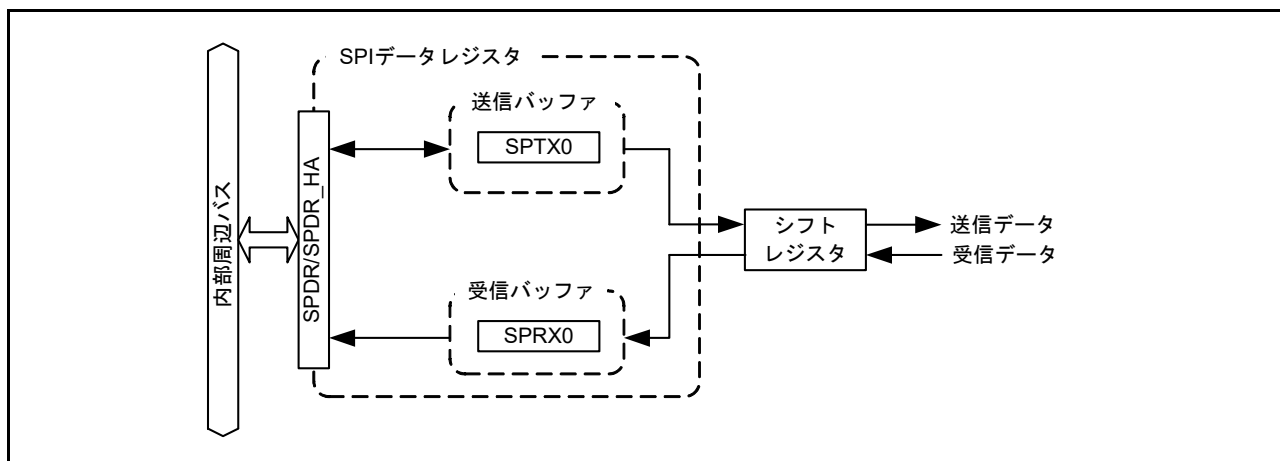 SPIデータレジスタ
送信バッファ
SPTX0
内部周辺バス
SPDR/SPDR_HA
シフト
レジスタ
送信データ
受信データ
受信バッファ
SPRX0